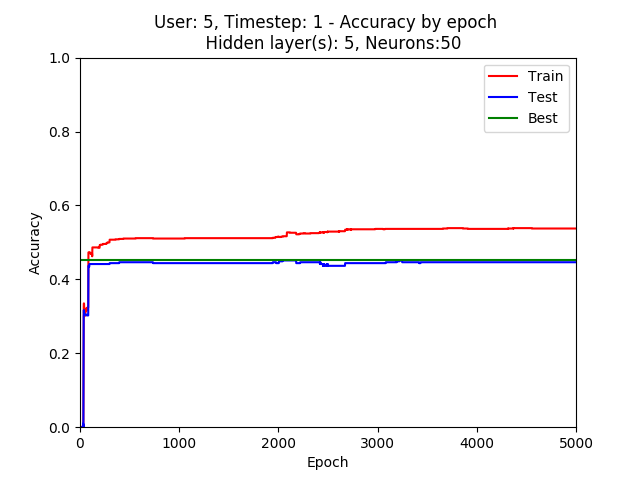 User: 5, Timestep: 1 - Accuracy by epoch
Hidden layer(s): 5, Neurons:50
Train
Test
Best
Accuracy
1.0
0.8
0.6
0.4
0.2
0.0
0
1000
2000
3000
4000
5000
Epoch